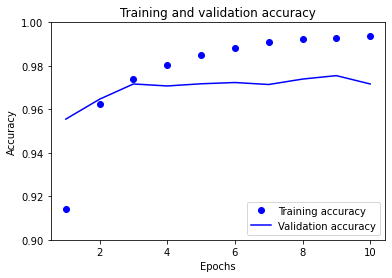 Training and validation accuracy
1.00
0.98
0.96
0.94
0.92
0.90
Accuracy
Training accuracy
Validation accuracy
2 4 6 8 10
Epochs